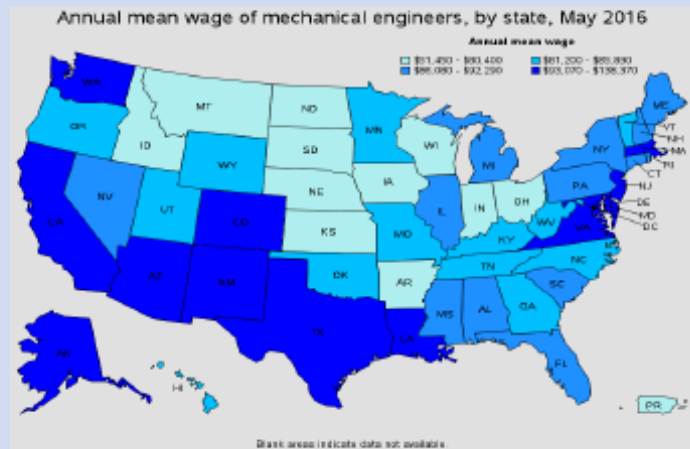 Annual mean wage of mechanical engineers, by state, May 2016
Annual mean wage
$51,450 - $80,400
$81,200 - $85,890
$86,080 - $92,290
$93,070 - $138,370
WA
MT
ND
MN
ME
OR
ID
SD
WI
MI
NY
VT
NH
MA
RI
CT
WY
IA
PA
NJ
NV
NE
IL
IN
OH
DE
MD
DC
UT
CO
KS
MO
WV
VA
CA
KY
NC
AZ
NM
OK
AR
TN
SC
TX
LA
MS
AL
GA
FL
AK
HI
PR
Blank areas indicate data not available.